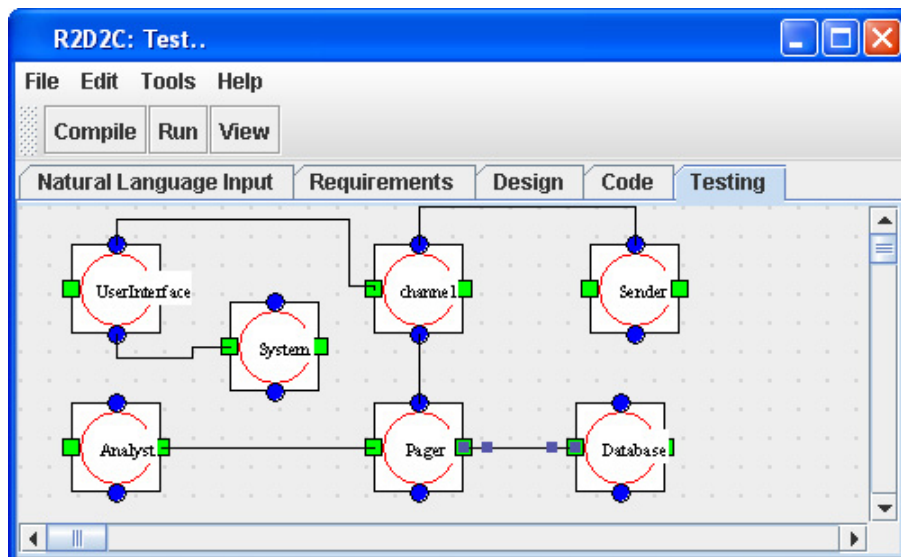 R2D2C: Test..
File Edit Tools Help
Compile Run View
Natural Language Input Requirements Design Code Testing
UserInterface channel Sender
System
Analyst Pager Database